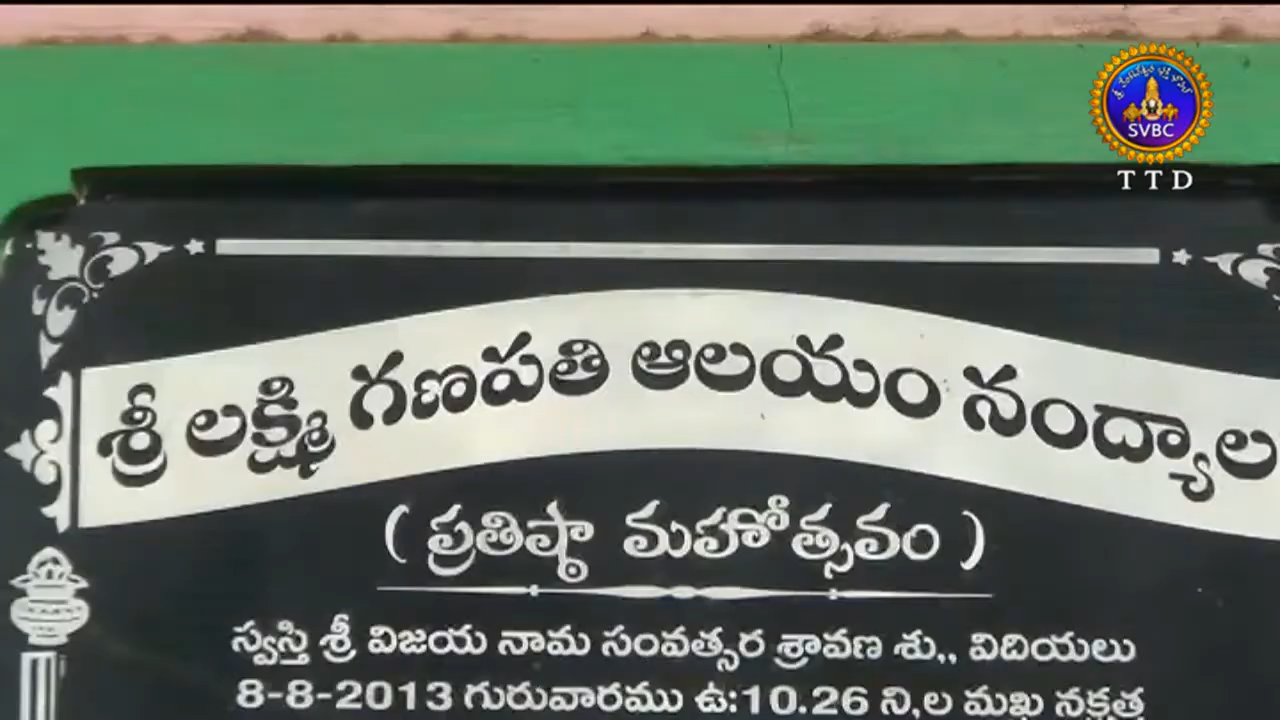 SVBC
TTD
శ్రీ లక్ష్మి గణపతి ఆలయం నంద్యాల
( ప్రతిష్ఠా మహోత్సవం )
స్వస్తి శ్రీ విజయ నామ సంవత్సర శ్రావణ శు,, విదియలు
8-8-2013 గురువారము ఉ:10.26 ని,ల మఖ నక్షత్ర